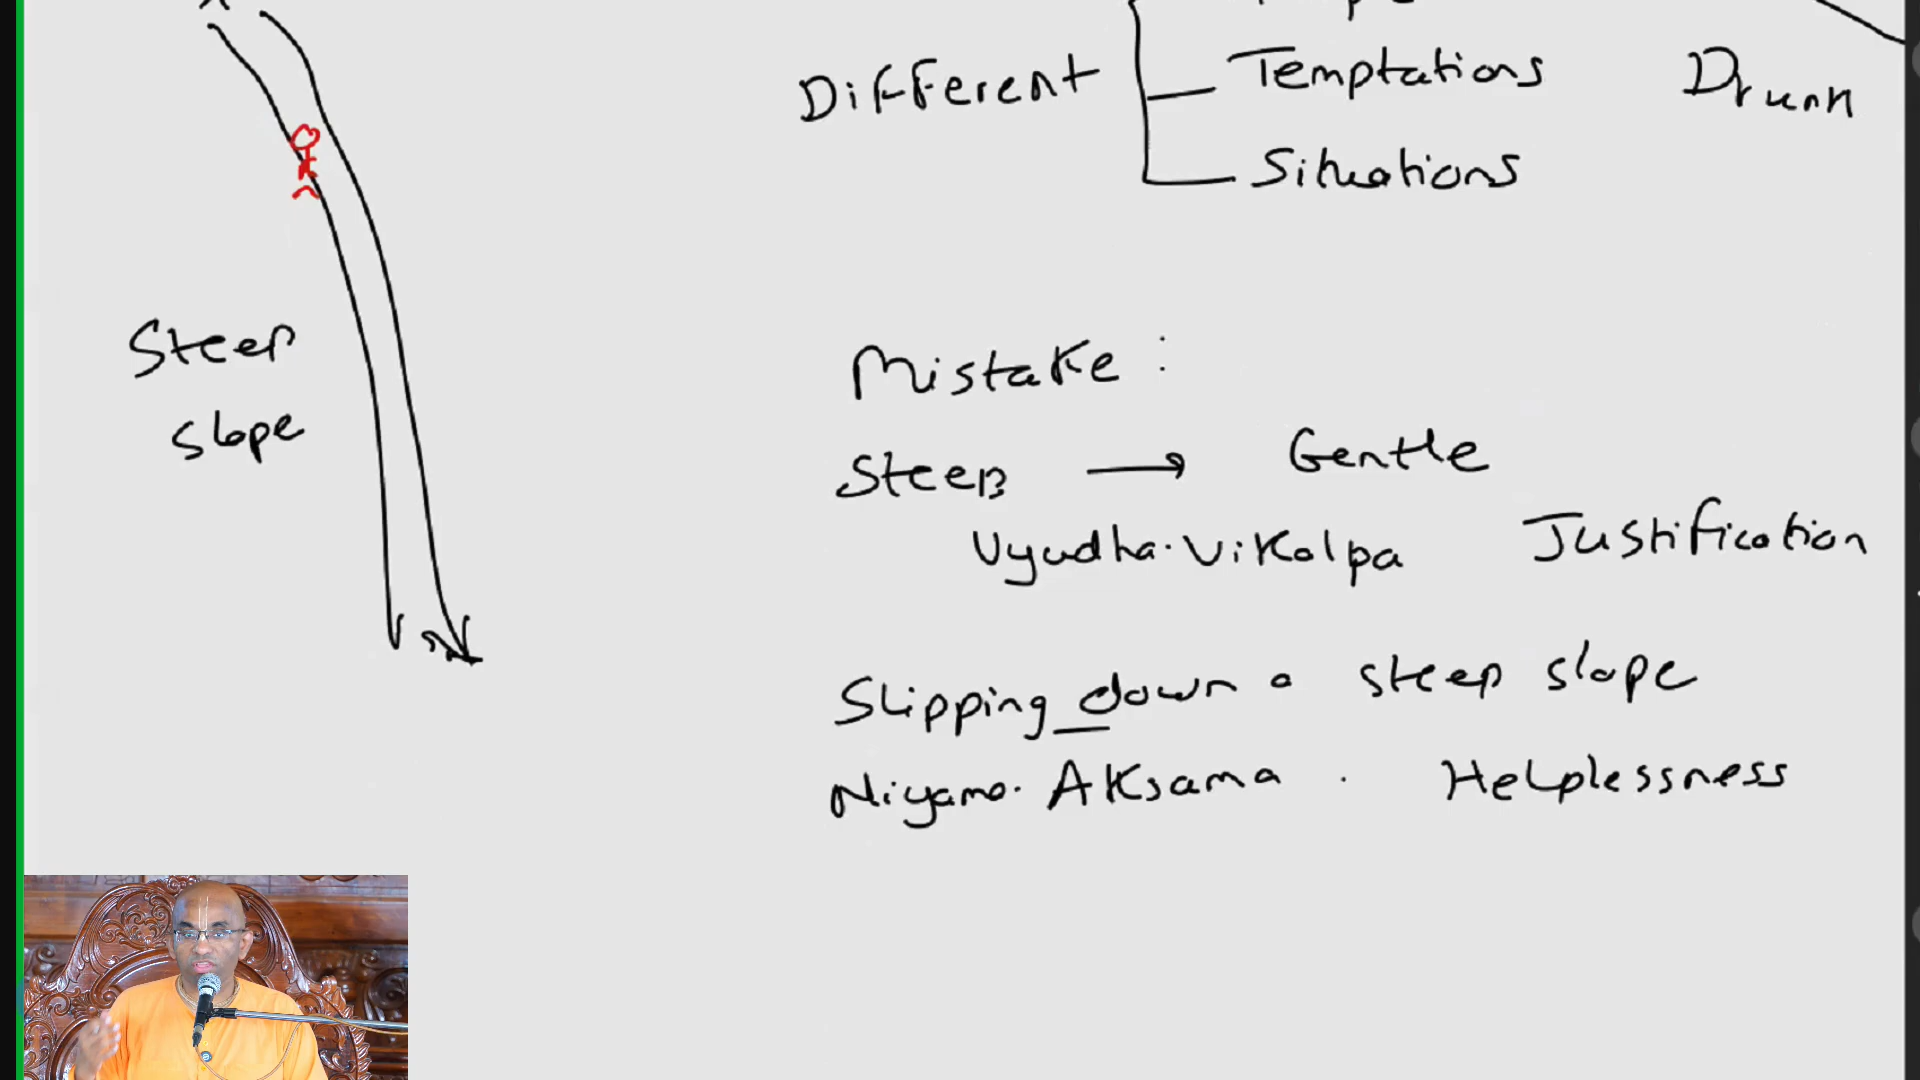 Different
Temptations
Situations
Drunk
Steep
slope
Mistake :
Steep → Gentle
Vyudha-Vikalpa Justification
Slipping down a steep slope
Niyama-Aksama . Helplessness